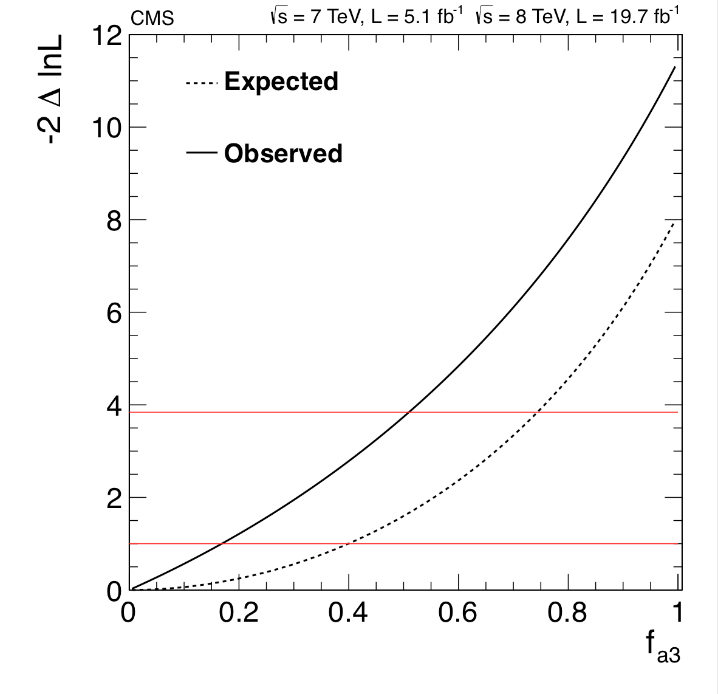 CMS √s = 7 TeV, L = 5.1 fb⁻¹ √s = 8 TeV, L = 19.7 fb⁻¹
-2 Δ lnL
12
10
8
6
4
2
0
Expected
Observed
0 0.2 0.4 0.6 0.8 1
f_a3